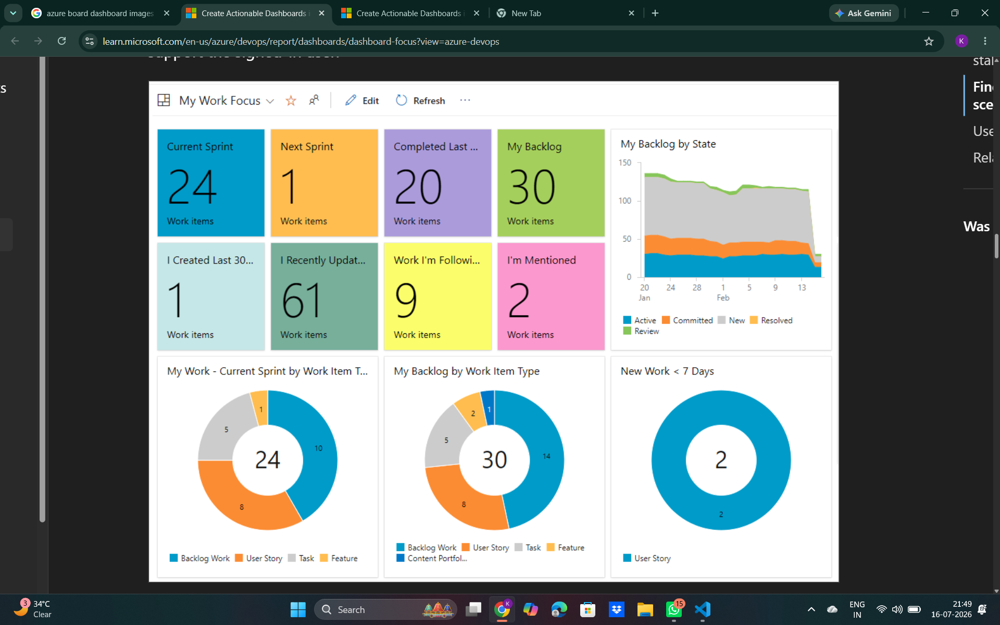 azure board dashboard images
Create Actionable Dashboards i
Create Actionable Dashboards i
New Tab
Ask Gemini
learn.microsoft.com/en-us/azure/devops/report/dashboards/dashboard-focus?view=azure-devops
K
My Work Focus
Edit
Refresh
...
Current Sprint
24
Work items
Next Sprint
1
Work items
Completed Last ...
20
Work items
My Backlog
30
Work items
My Backlog by State
150
100
50
0
20 24 28 1 5 9 13
Jan Feb
Active Committed New Resolved
Review
I Created Last 30...
1
Work items
I Recently Updat...
61
Work items
Work I'm Followi...
9
Work items
I'm Mentioned
2
Work items
My Work - Current Sprint by Work Item T...
1
5
10
24
8
Backlog Work User Story Task Feature
My Backlog by Work Item Type
1
2
5
14
30
8
Backlog Work User Story Task Feature
Content Portfol...
New Work < 7 Days
2
2
User Story
Was
3
34°C
Clear
Search
K
15
ENG
IN
21:49
16-07-2026